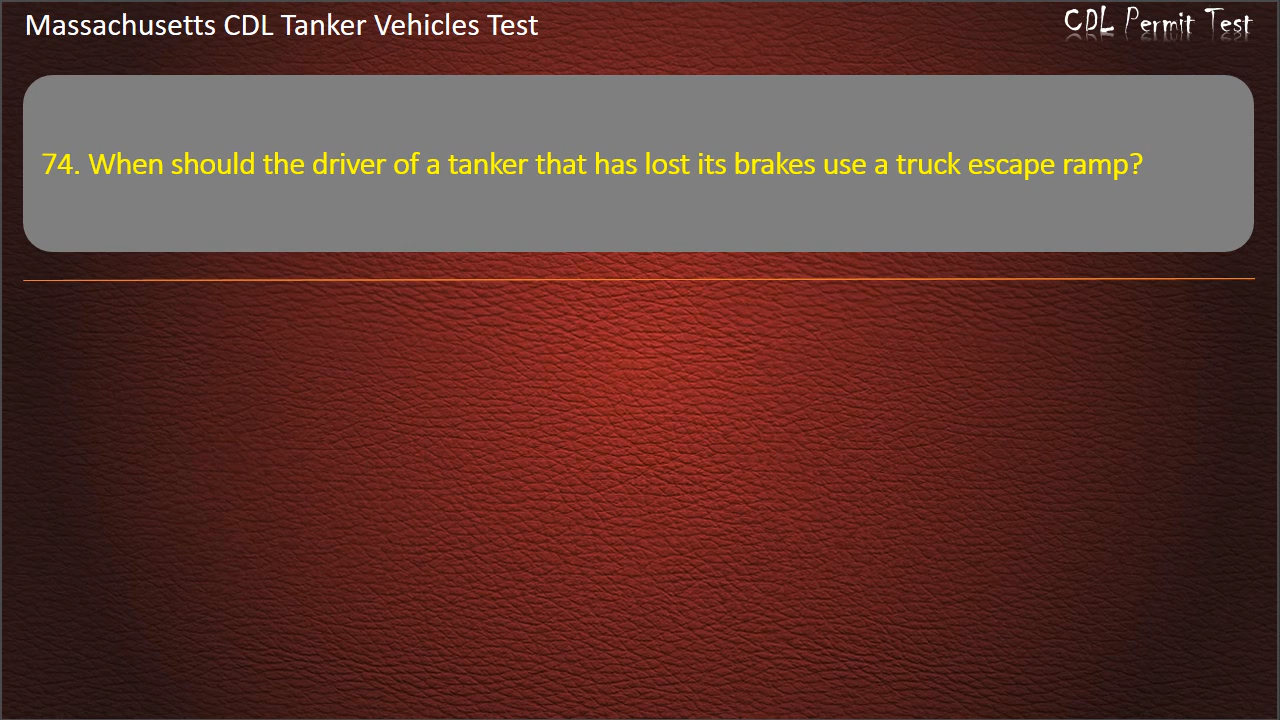 Massachusetts CDL Tanker Vehicles Test
CDL Permit Test
74. When should the driver of a tanker that has lost its brakes use a truck escape ramp?